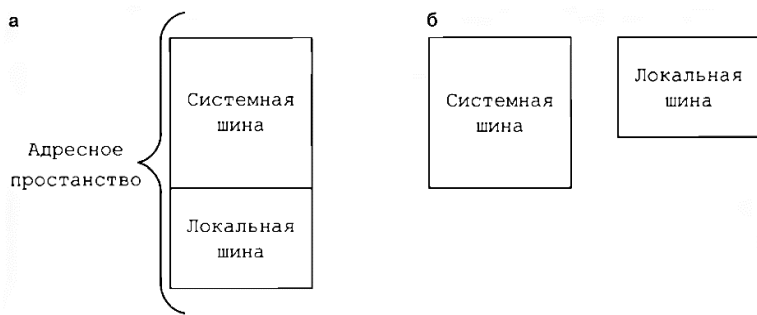 а
б
Системная
шина
Локальная
шина
Адресное
простанство
Системная
шина
Локальная
шина